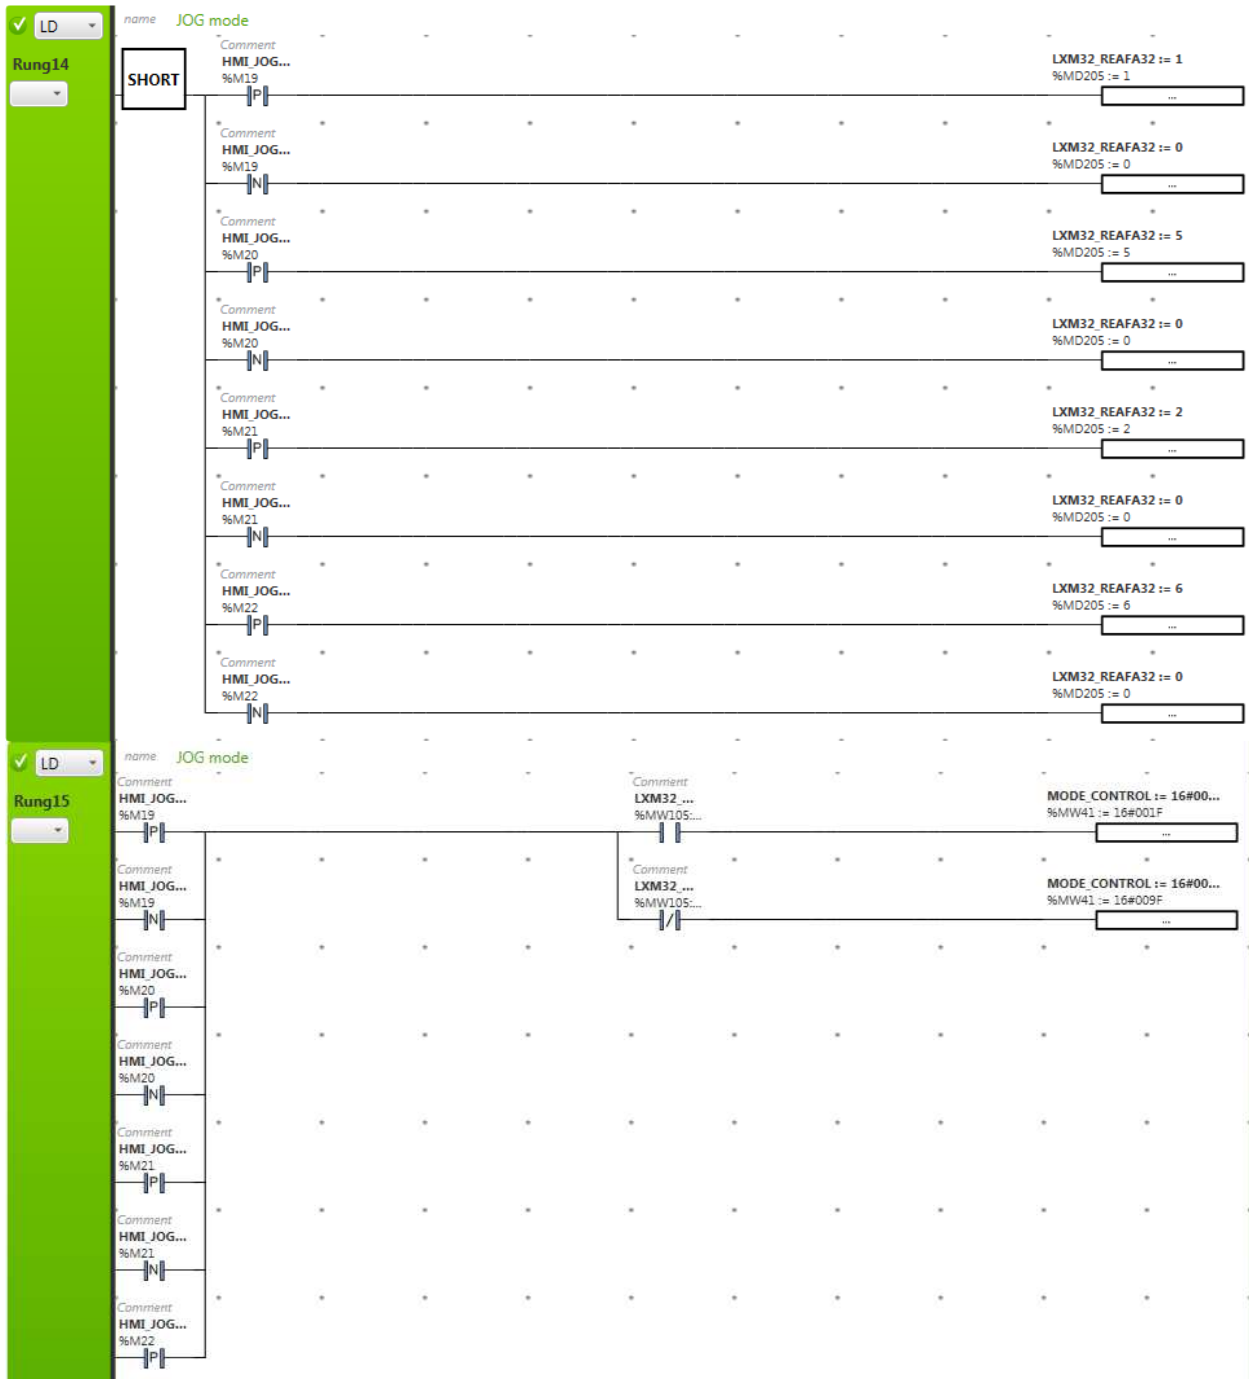 LD
name JOG mode
Rung14
SHORT
Comment
HMI_JOG...
%M19
P
LXM32_REAFA32 := 1
%MD205 := 1
...
Comment
HMI_JOG...
%M19
N
LXM32_REAFA32 := 0
%MD205 := 0
...
Comment
HMI_JOG...
%M20
P
LXM32_REAFA32 := 5
%MD205 := 5
...
Comment
HMI_JOG...
%M20
N
LXM32_REAFA32 := 0
%MD205 := 0
...
Comment
HMI_JOG...
%M21
P
LXM32_REAFA32 := 2
%MD205 := 2
...
Comment
HMI_JOG...
%M21
N
LXM32_REAFA32 := 0
%MD205 := 0
...
Comment
HMI_JOG...
%M22
P
LXM32_REAFA32 := 6
%MD205 := 6
...
Comment
HMI_JOG...
%M22
N
LXM32_REAFA32 := 0
%MD205 := 0
...
LD
name JOG mode
Rung15
Comment
HMI_JOG...
%M19
P
Comment
LXM32_...
%MW105:...
MODE_CONTROL := 16#00...
%MW41 := 16#001F
...
Comment
HMI_JOG...
%M19
N
Comment
LXM32_...
%MW105:...
/
MODE_CONTROL := 16#00...
%MW41 := 16#009F
...
Comment
HMI_JOG...
%M20
P
Comment
HMI_JOG...
%M20
N
Comment
HMI_JOG...
%M21
P
Comment
HMI_JOG...
%M21
N
Comment
HMI_JOG...
%M22
P